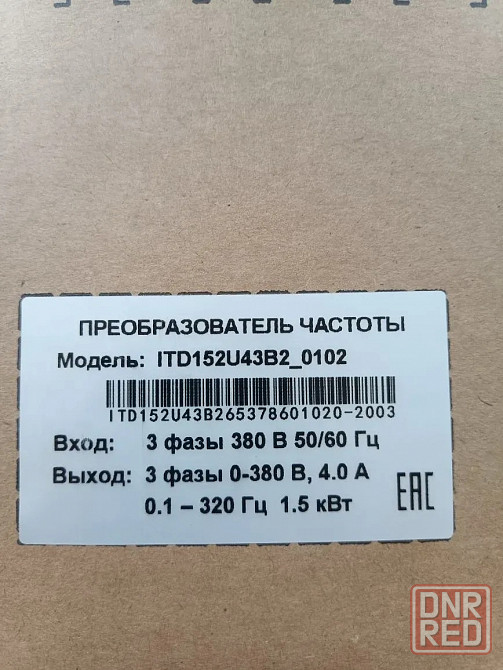 ПРЕОБРАЗОВАТЕЛЬ ЧАСТОТЫ
Модель: ITD152U43B2_0102
ITD152U43B265378601020-2003
Вход: 3 фазы 380 В 50/60 Гц
Выход: 3 фазы 0-380 В, 4.0 А
0.1 – 320 Гц 1.5 кВт
EAC
DNR
RED